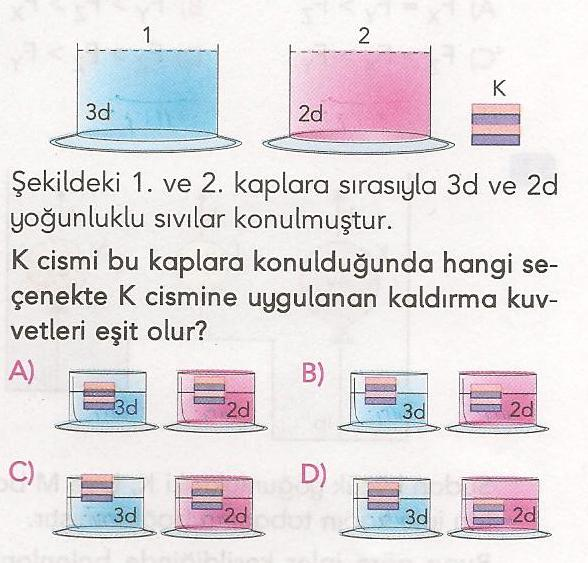 1 2
K
3d 2d
Şekildeki 1. ve 2. kaplara sırasıyla 3d ve 2d
yoğunluklu sıvılar konulmuştur.
K cismi bu kaplara konulduğunda hangi se-
çenekte K cismine uygulanan kaldırma kuv-
vetleri eşit olur?
A) B)
3d 2d 3d 2d
C) D)
3d 2d 3d 2d